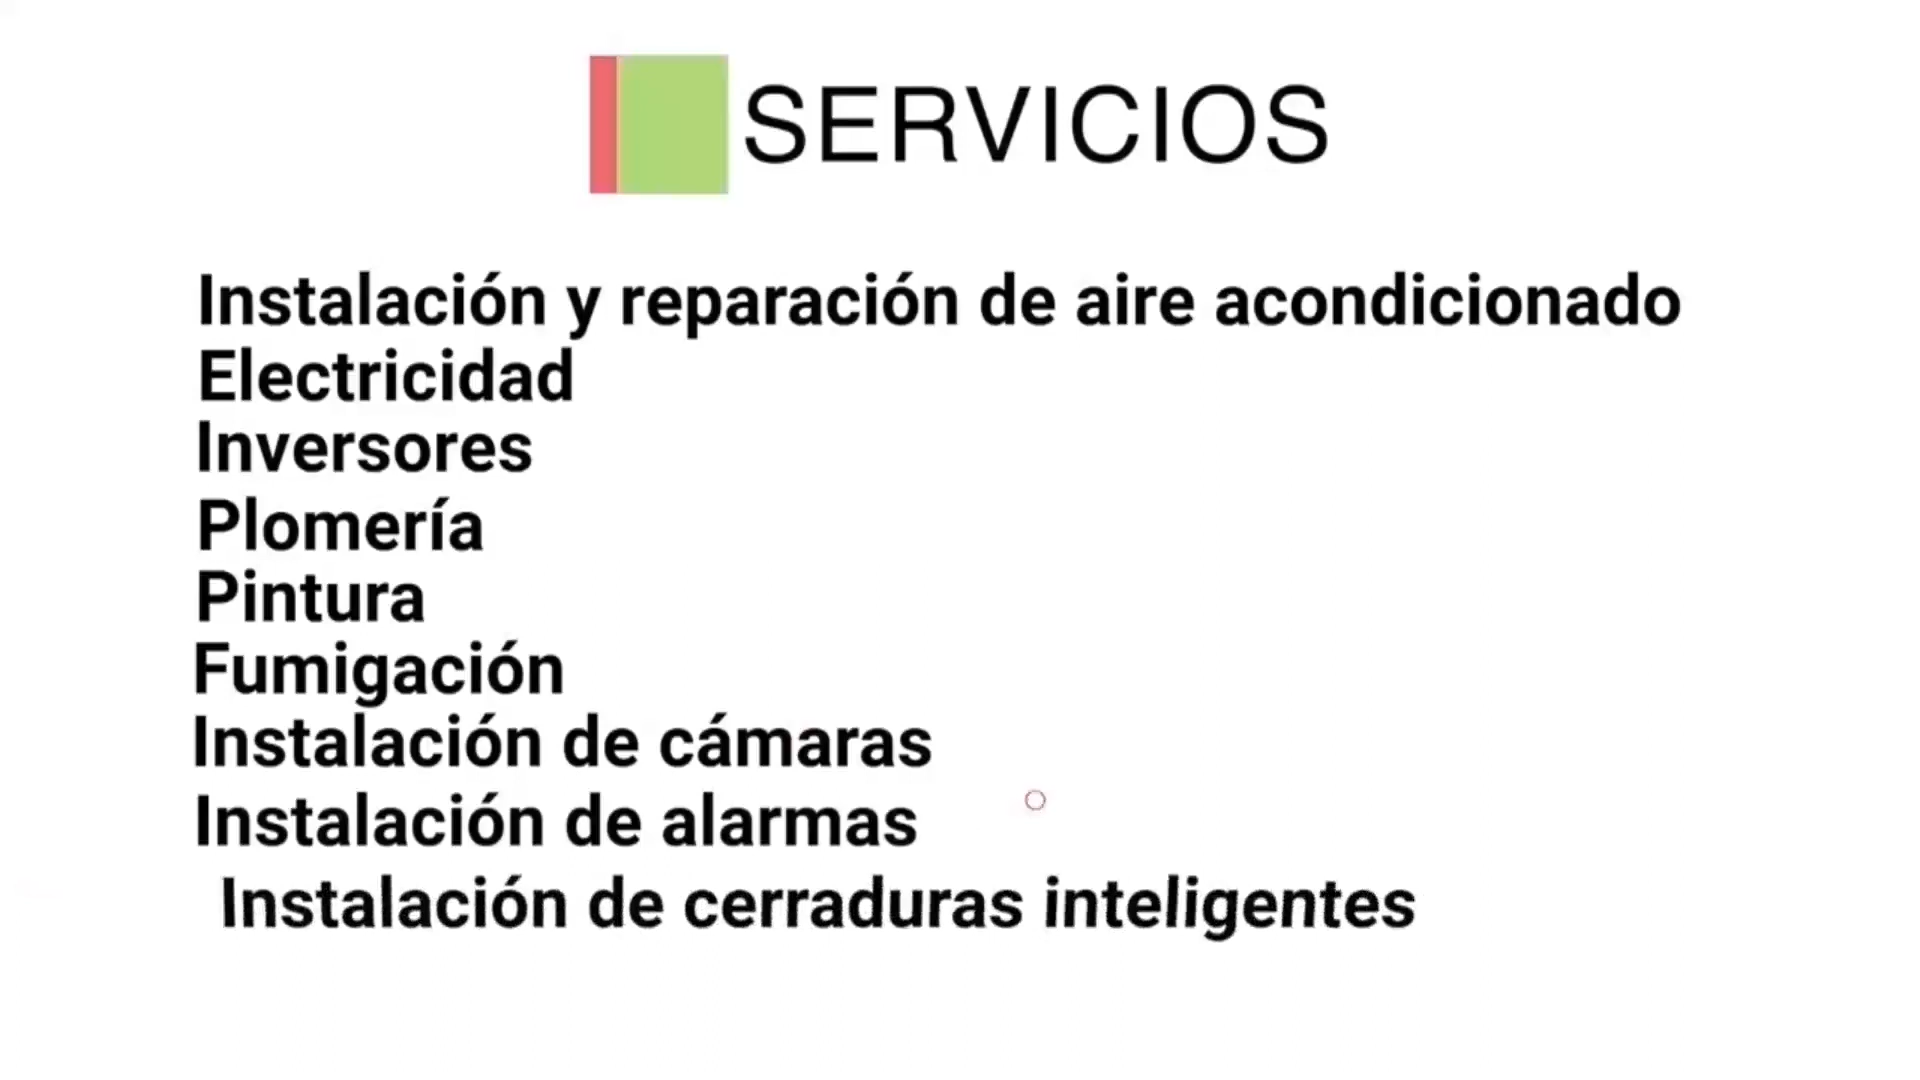 SERVICIOS
Instalación y reparación de aire acondicionado
Electricidad
Inversores
Plomería
Pintura
Fumigación
Instalación de cámaras
Instalación de alarmas
Instalación de cerraduras inteligentes